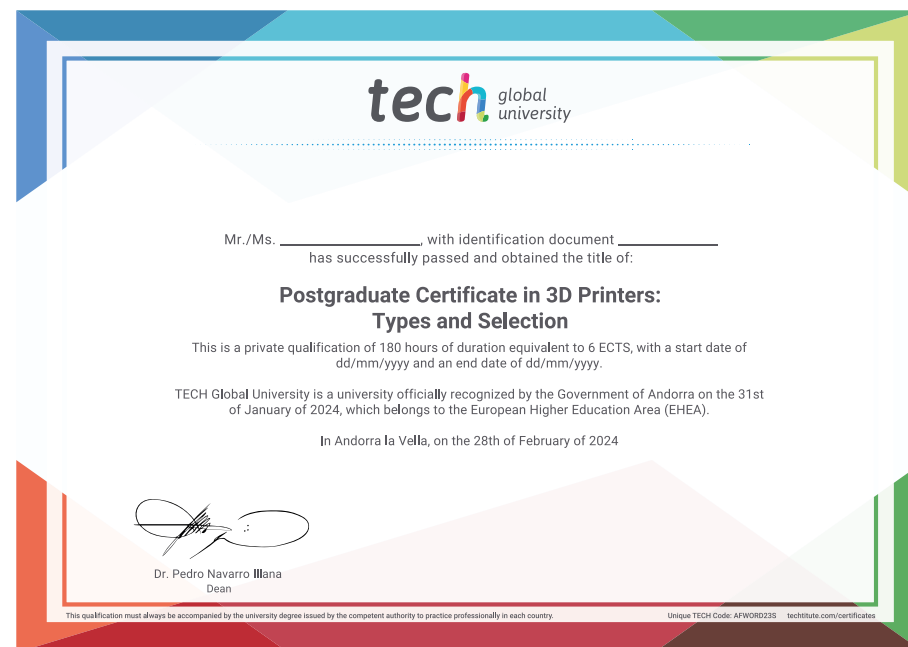 tech global
university
Mr./Ms. ____________________, with identification document ______________
has successfully passed and obtained the title of:
Postgraduate Certificate in 3D Printers:
Types and Selection
This is a private qualification of 180 hours of duration equivalent to 6 ECTS, with a start date of
dd/mm/yyyy and an end date of dd/mm/yyyy.
TECH Global University is a university officially recognized by the Government of Andorra on the 31st
of January of 2024, which belongs to the European Higher Education Area (EHEA).
In Andorra la Vella, on the 28th of February of 2024
Dr. Pedro Navarro Illana
Dean
This qualification must always be accompanied by the university degree issued by the competent authority to practice professionally in each country.
Unique TECH Code: AFWORD23S techtitute.com/certificates